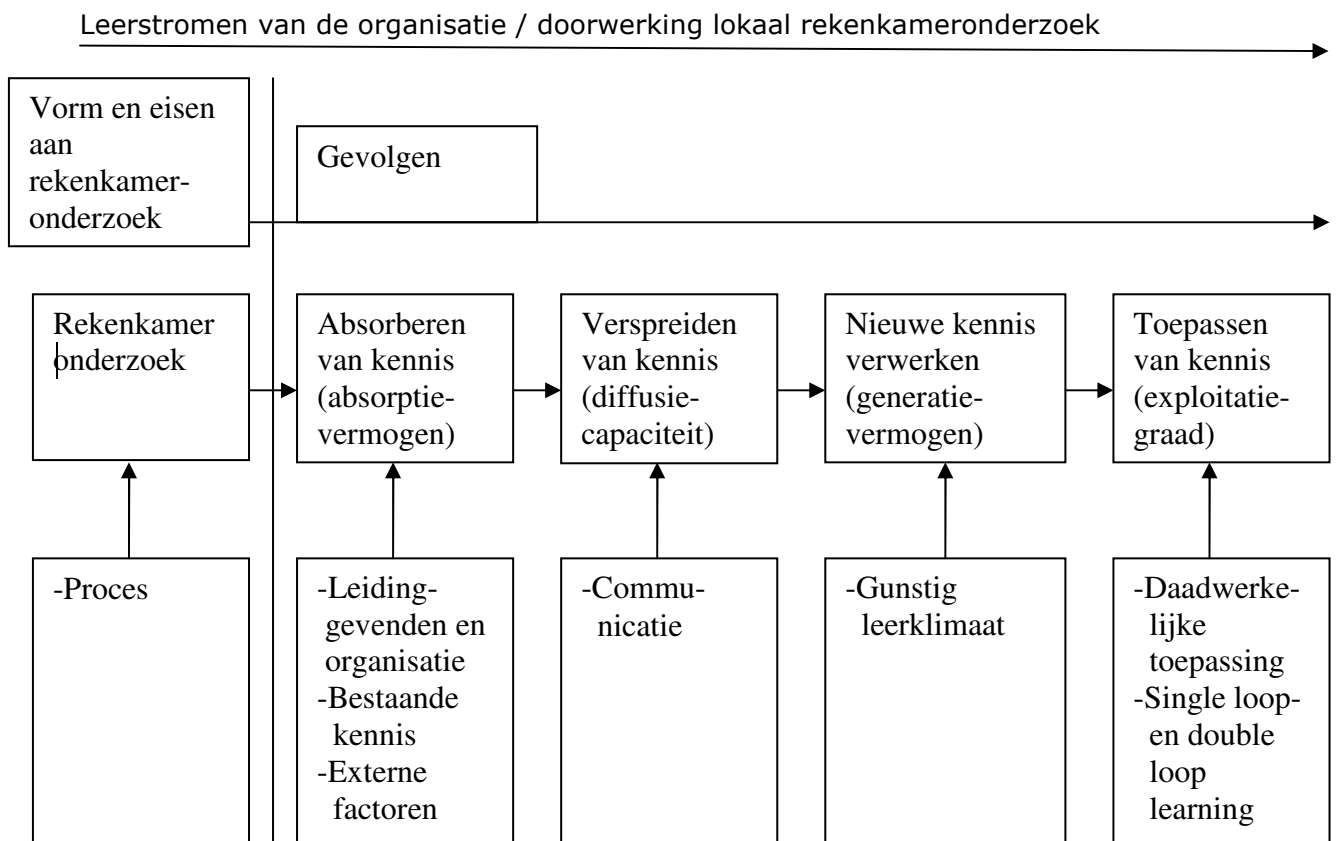 Leerstromen van de organisatie / doorwerking lokaal rekenkameronderzoek
Vorm en eisen
aan
rekenkamer-
onderzoek
Gevolgen
Rekenkamer
onderzoek
Absorberen
van kennis
(absorptie-
vermogen)
Verspreiden
van kennis
(diffusie-
capaciteit)
Nieuwe kennis
verwerken
(generatie-
vermogen)
Toepassen
van kennis
(exploitatie-
graad)
-Proces
-Leiding-
gevenden en
organisatie
-Bestaande
kennis
-Externe
factoren
-Commu-
nicatie
-Gunstig
leerklimaat
-Daadwerke-
lijke
toepassing
-Single loop-
en double
loop
learning